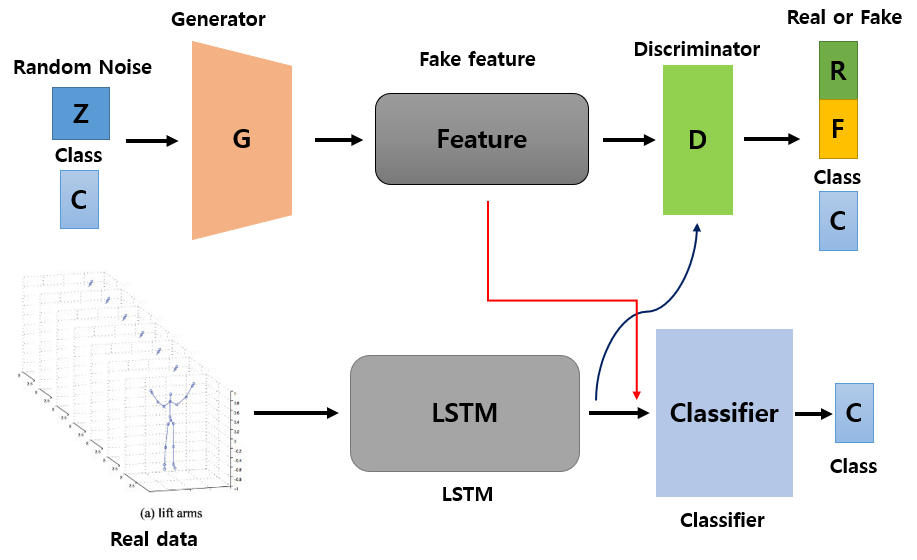 Generator
Real or Fake
Random Noise
Fake feature
Discriminator
R
Z
G
Feature
D
F
Class
C
Class
C
LSTM
Classifier
C
(a) lift arms
LSTM
Class
Real data
Classifier